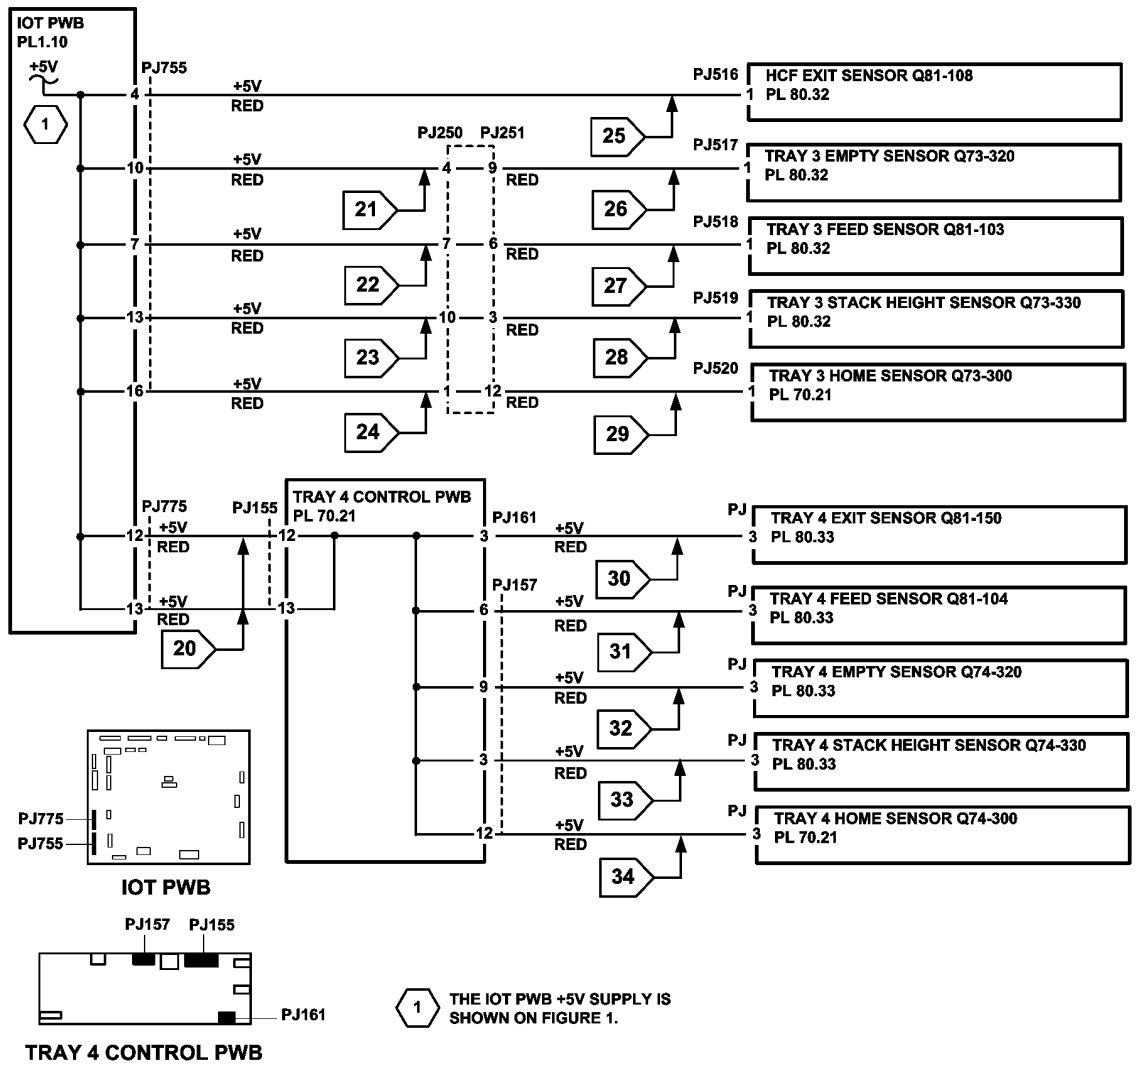 IOT PWB
PL1.10
+5V
1
PJ755
4 +5V RED 25 PJ516 1 HCF EXIT SENSOR Q81-108
PL 80.32
PJ250 PJ251
10 +5V RED 21 4 9 RED 26 PJ517 1 TRAY 3 EMPTY SENSOR Q73-320
PL 80.32
7 +5V RED 22 7 6 RED 27 PJ518 1 TRAY 3 FEED SENSOR Q81-103
PL 80.32
13 +5V RED 23 10 3 RED 28 PJ519 1 TRAY 3 STACK HEIGHT SENSOR Q73-330
PL 80.32
16 +5V RED 24 1 12 RED 29 PJ520 1 TRAY 3 HOME SENSOR Q73-300
PL 70.21
PJ775 PJ155
TRAY 4 CONTROL PWB
PL 70.21
12 +5V RED 12
13 +5V RED 13
20
PJ161
3 +5V RED 30 PJ 3 TRAY 4 EXIT SENSOR Q81-150
PL 80.33
PJ157
6 +5V RED 31 PJ 3 TRAY 4 FEED SENSOR Q81-104
PL 80.33
9 +5V RED 32 PJ 3 TRAY 4 EMPTY SENSOR Q74-320
PL 80.33
3 +5V RED 33 PJ 3 TRAY 4 STACK HEIGHT SENSOR Q74-330
PL 80.33
12 +5V RED 34 PJ 3 TRAY 4 HOME SENSOR Q74-300
PL 70.21
PJ775
PJ755
IOT PWB
PJ157 PJ155
PJ161
TRAY 4 CONTROL PWB
1 THE IOT PWB +5V SUPPLY IS
SHOWN ON FIGURE 1.